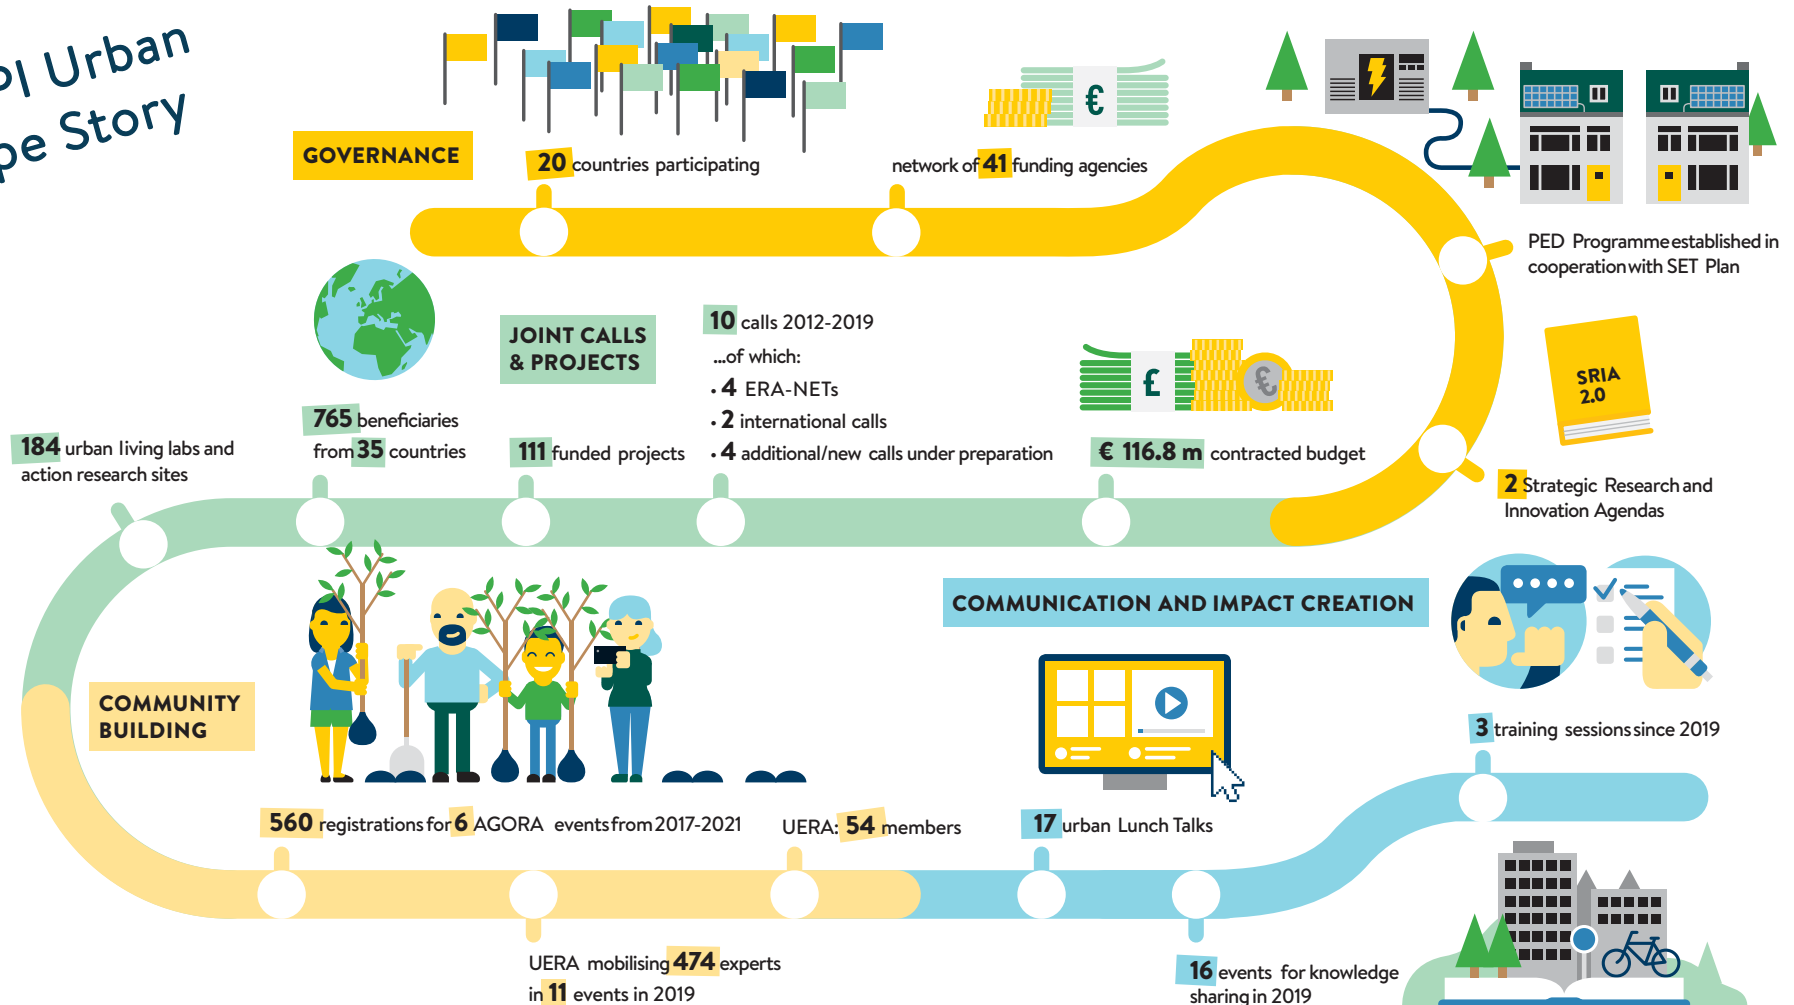 Urban
Story
GOVERNANCE
20 countries participating
network of 41 funding agencies
€
PED Programme established in
cooperation with SET Plan
SRIA
2.0
2 Strategic Research and
Innovation Agendas
JOINT CALLS
& PROJECTS
10 calls 2012-2019
...of which:
• 4 ERA-NETs
• 2 international calls
• 4 additional/new calls under preparation
£
€
€ 116.8 m contracted budget
111 funded projects
765 beneficiaries
from 35 countries
184 urban living labs and
action research sites
COMMUNITY
BUILDING
560 registrations for 6 AGORA events from 2017-2021
UERA mobilising 474 experts
in 11 events in 2019
UERA: 54 members
COMMUNICATION AND IMPACT CREATION
17 urban Lunch Talks
16 events for knowledge
sharing in 2019
3 training sessions since 2019